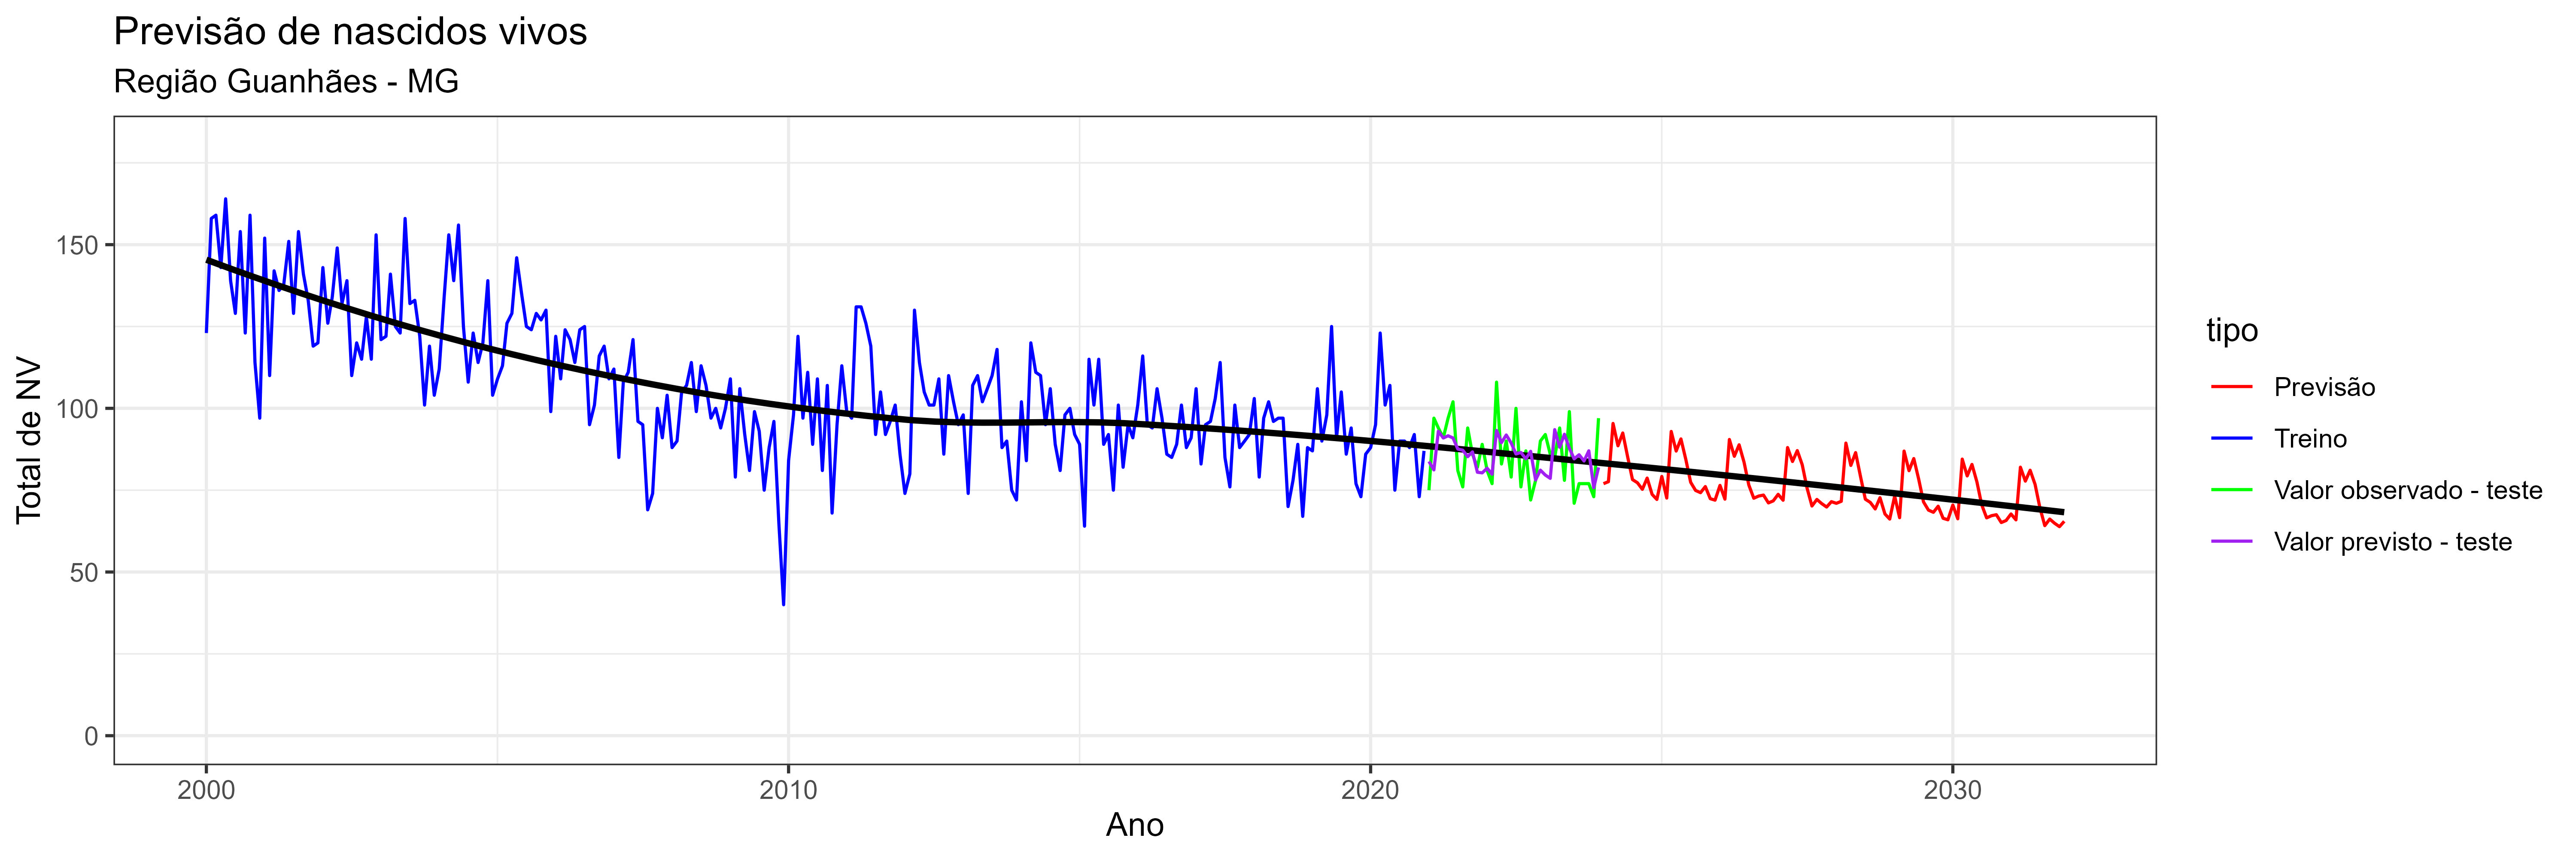 Previsão de nascidos vivos
Região Guanhães - MG
Total de NV
150
100
50
0
2000
2010
2020
2030
Ano
tipo
Previsão
Treino
Valor observado - teste
Valor previsto - teste